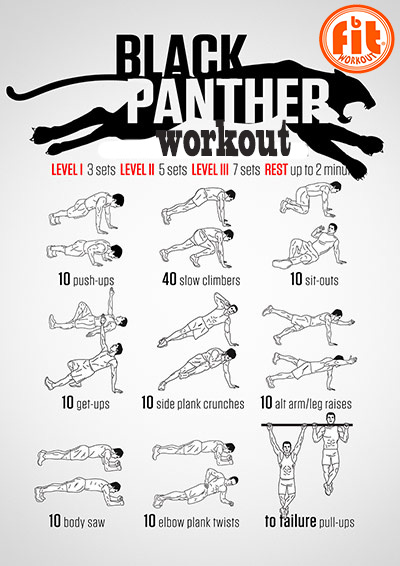 b
fit
WORKOUT
BLACK
PANTHER
workout
LEVEL I 3 sets LEVEL II 5 sets LEVEL III 7 sets REST up to 2 minu
10 push-ups
40 slow climbers
10 sit-outs
10 get-ups
10 side plank crunches
10 alt arm/leg raises
10 body saw
10 elbow plank twists
to failure pull-ups